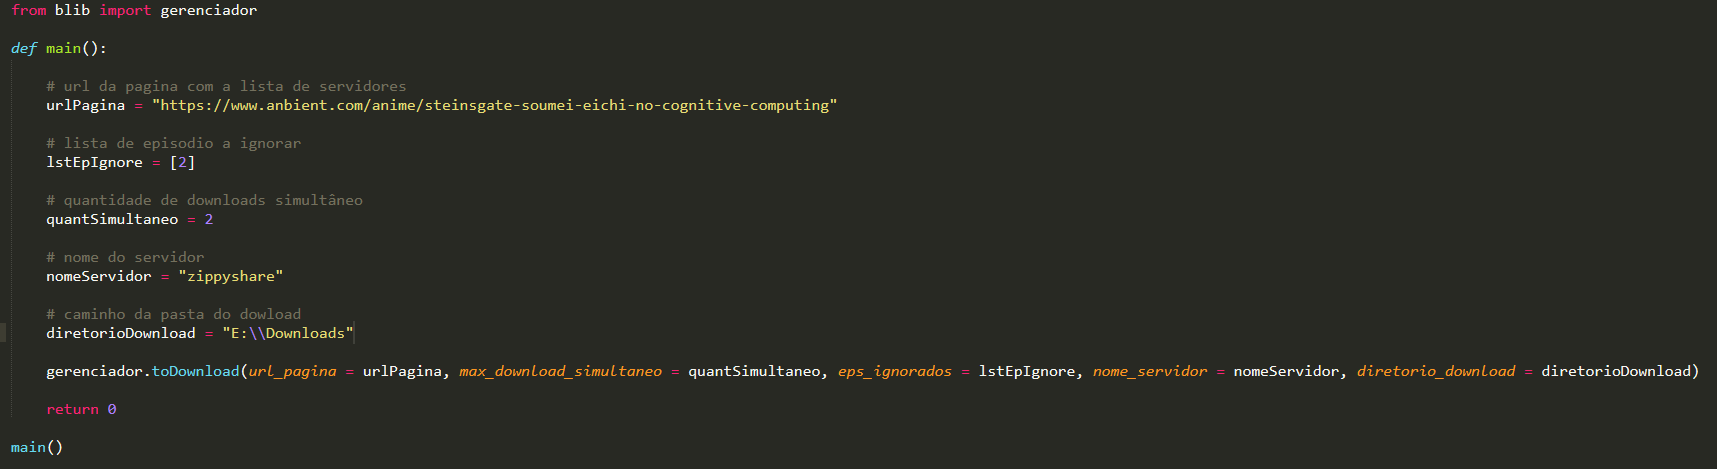 from blib import gerenciador
def main():
# url da pagina com a lista de servidores
urlPagina = "https://www.anbient.com/anime/steinsgate-soumei-eichi-no-cognitive-computing"
# lista de episodio a ignorar
lstEpIgnore = [2]
# quantidade de downloads simultâneo
quantSimultaneo = 2
# nome do servidor
nomeServidor = "zippyshare"
# caminho da pasta do dowload
diretorioDownload = "E:\\Downloads"
gerenciador.toDownload(url_pagina = urlPagina, max_download_simultaneo = quantSimultaneo, eps_ignorados = lstEpIgnore, nome_servidor = nomeServidor, diretorio_download = diretorioDownload)
return 0
main()